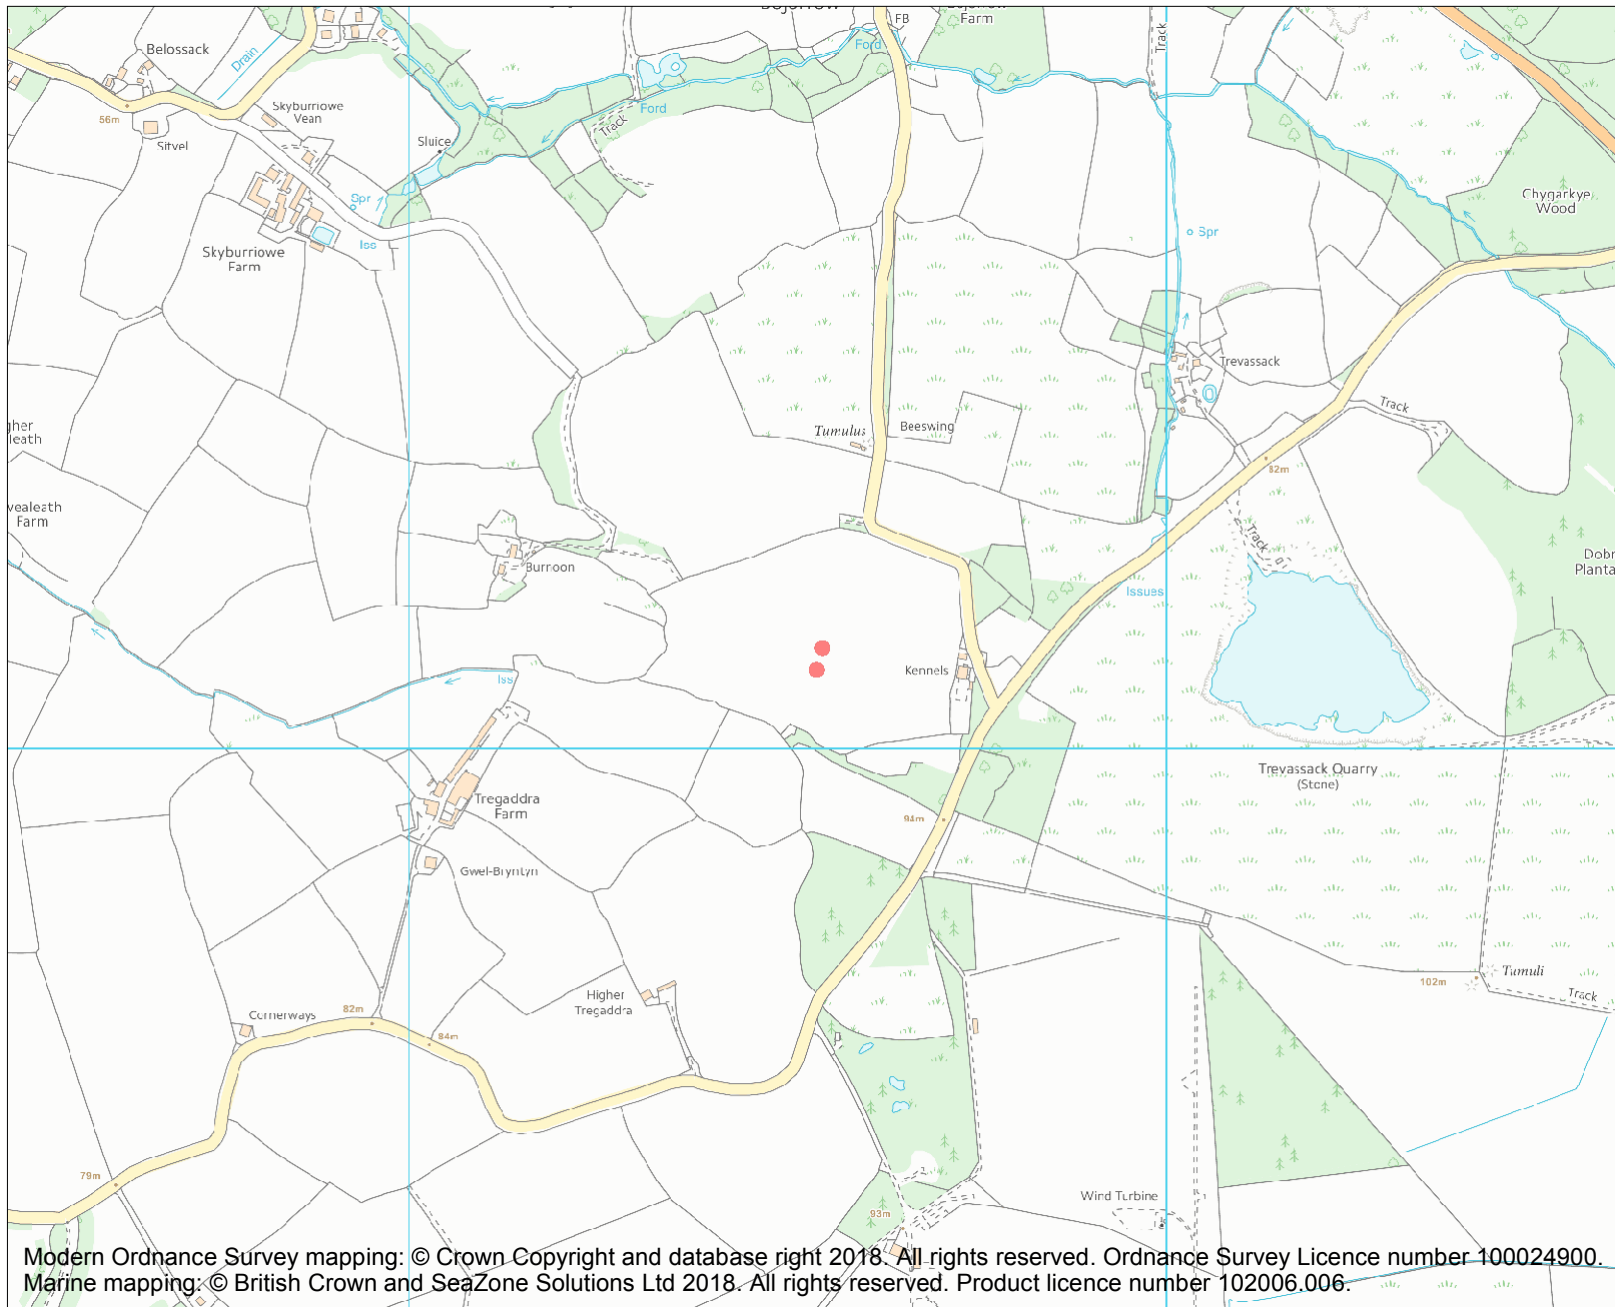 FB
Farm
Belossack
Drain
Ford
Track
Skyburriowe
Vean
Ford
56m
Sitvel
Track
Sluice
Chygarkye
Wood
Spr
Iss
Spr
Skyburriowe
Farm
Trevassack
Track
Tumulus
Beeswing
82m
Farm
Track
Burnoon
Issues
Kennels
Iss
Trevassack Quarry
(Stone)
Tregaddra
Farm
94m
Gwel-Bryntyn
Tumuli
102m
Track
Higher
Tregaddra
Cornerways
82m
84m
79m
Wind Turbine
93m
Modern Ordnance Survey mapping: © Crown Copyright and database right 2018. All rights reserved. Ordnance Survey Licence number 100024900.
Marine mapping: © British Crown and SeaZone Solutions Ltd 2018. All rights reserved. Product licence number 102006.006.